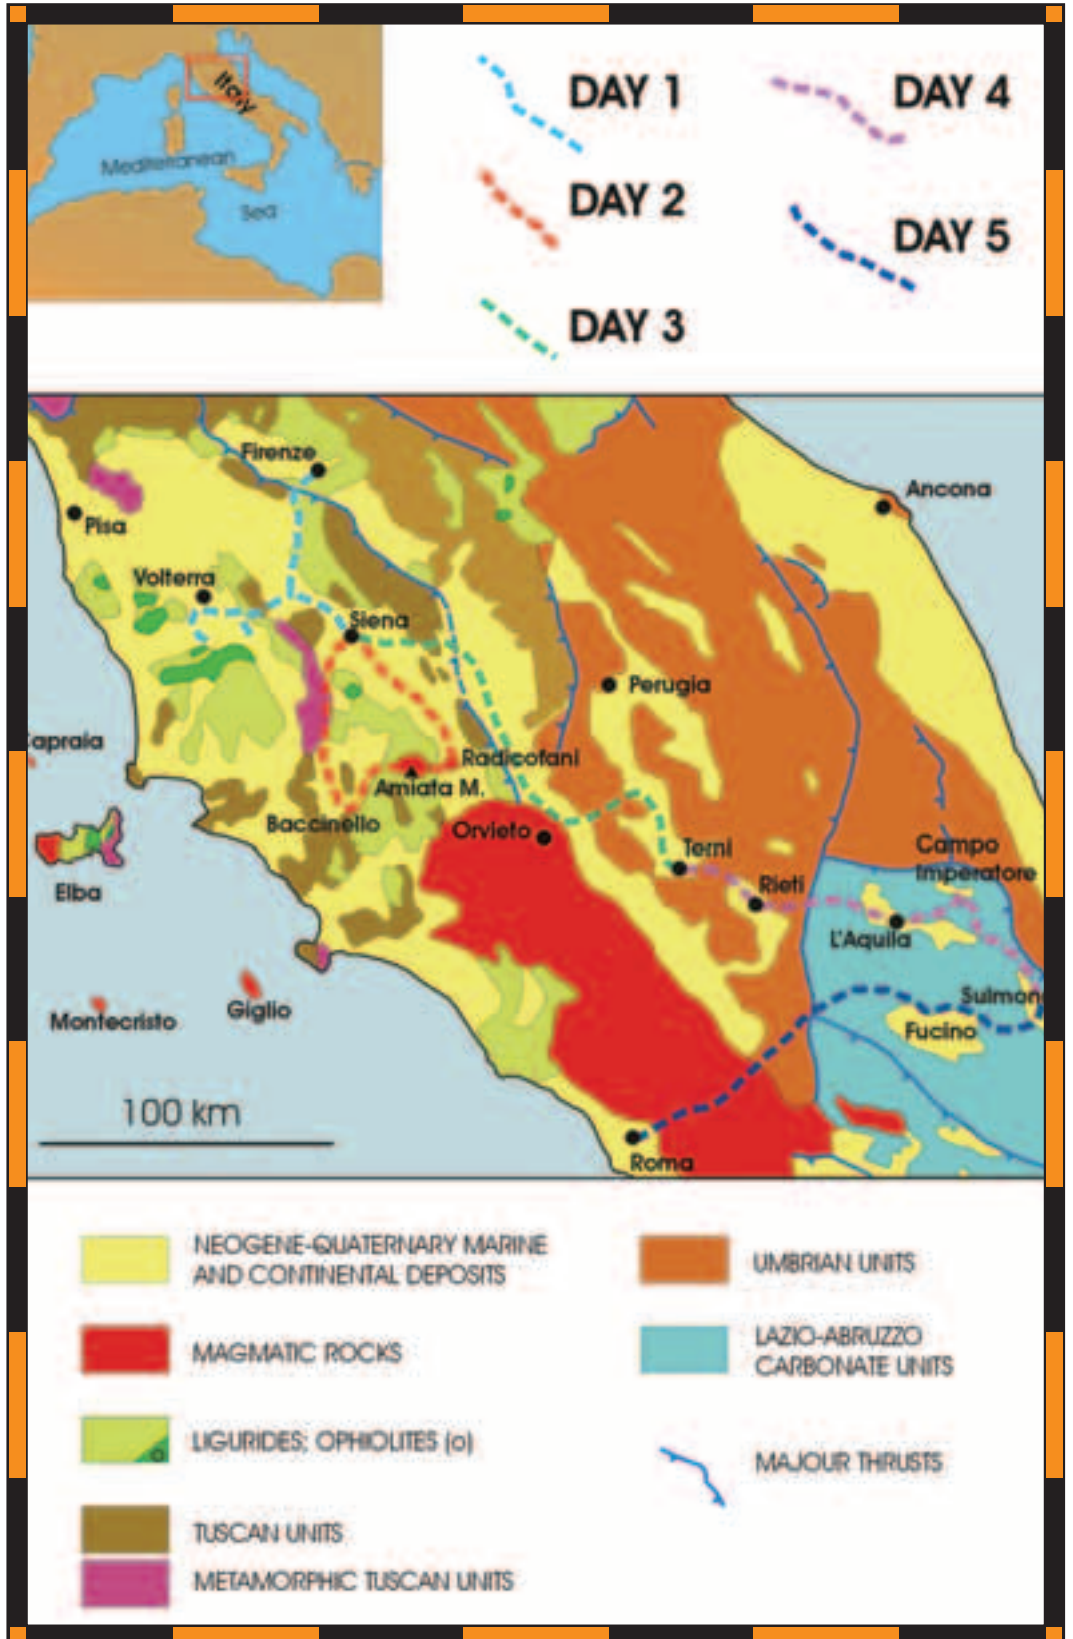 Italy
Mediterranean
Sea
DAY 1
DAY 2
DAY 3
DAY 4
DAY 5
Firenze
Ancona
Pisa
Volterra
Siena
Perugia
Capraia
Radicofani
Amiata M.
Baccinello
Orvieto
Terni
Campo
Imperatore
Rieti
Elba
L'Aquila
Sulmon
Giglio
Montecristo
Fucino
100 km
Roma
NEOGENE-QUATERNARY MARINE
AND CONTINENTAL DEPOSITS
MAGMATIC ROCKS
o
LIGURIDES; OPHIOLITES (o)
TUSCAN UNITS
METAMORPHIC TUSCAN UNITS
UMBRIAN UNITS
LAZIO-ABRUZZO
CARBONATE UNITS
MAJOUR THRUSTS